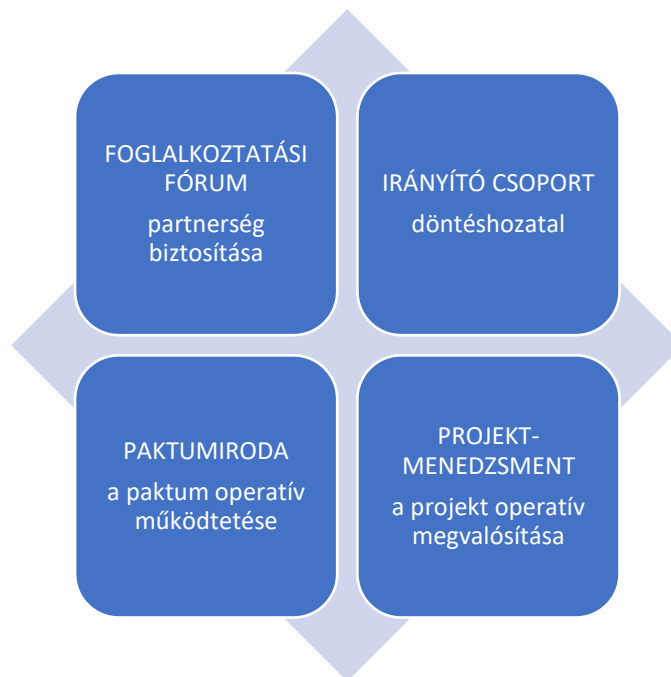 FOGLALKOZTATÁSI
FÓRUM
partnerség
biztosítása
IRÁNYÍTÓ CSOPORT
döntéshozatal
PAKTUMIRODA
a paktum operatív
működtetése
PROJEKT-
MENEDZSMENT
a projekt operatív
megvalósítása